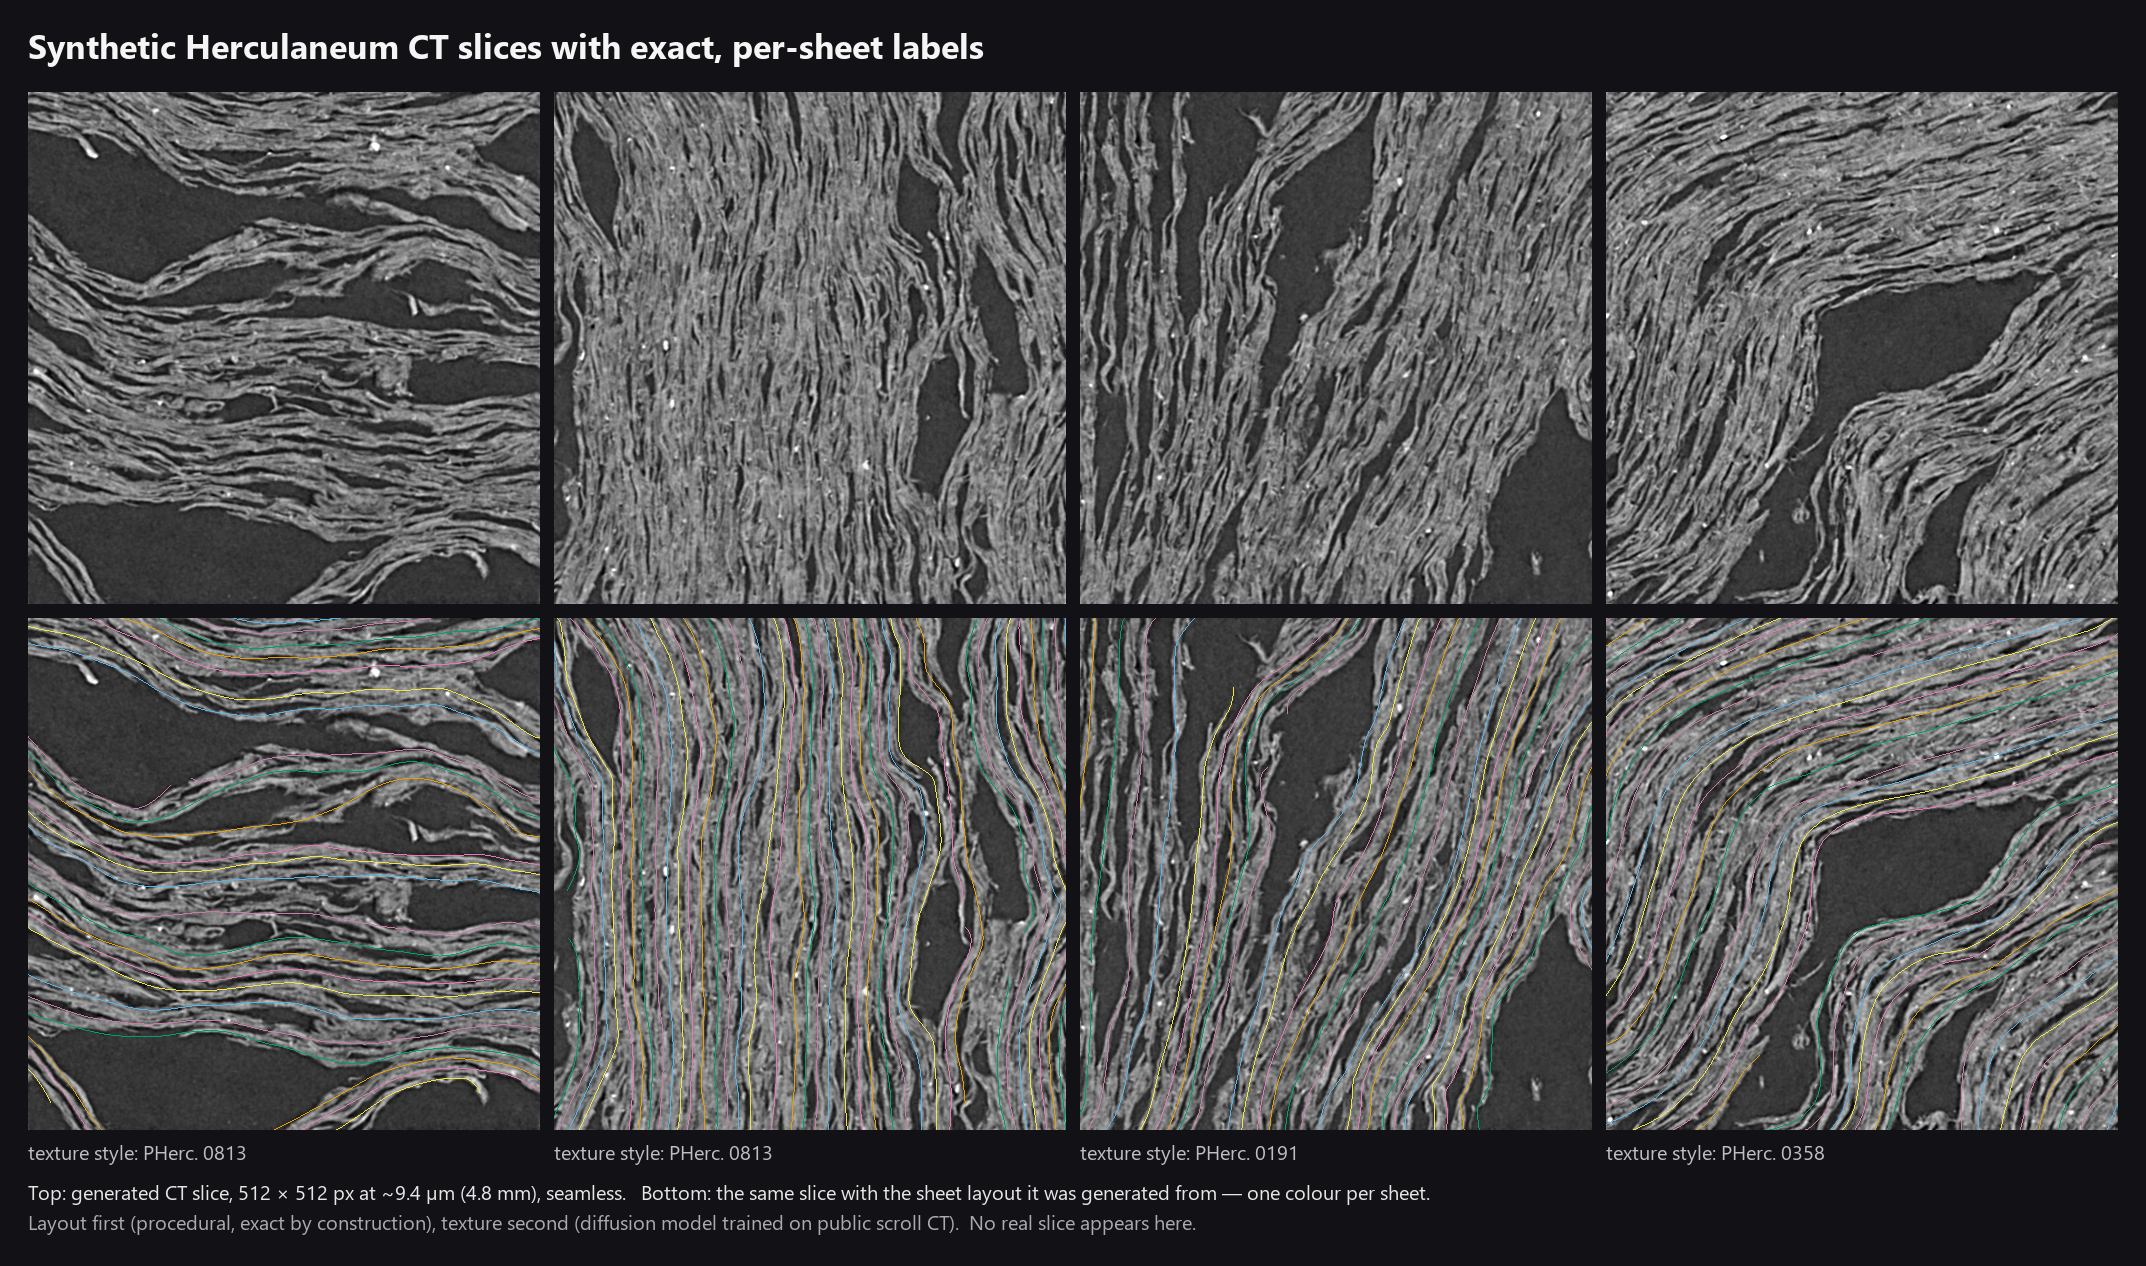 Synthetic Herculaneum CT slices with exact, per-sheet labels
texture style: PHerc. 0813
texture style: PHerc. 0813
texture style: PHerc. 0191
texture style: PHerc. 0358
Top: generated CT slice, 512 × 512 px at ~9.4 µm (4.8 mm), seamless.   Bottom: the same slice with the sheet layout it was generated from — one colour per sheet.
Layout first (procedural, exact by construction), texture second (diffusion model trained on public scroll CT).  No real slice appears here.